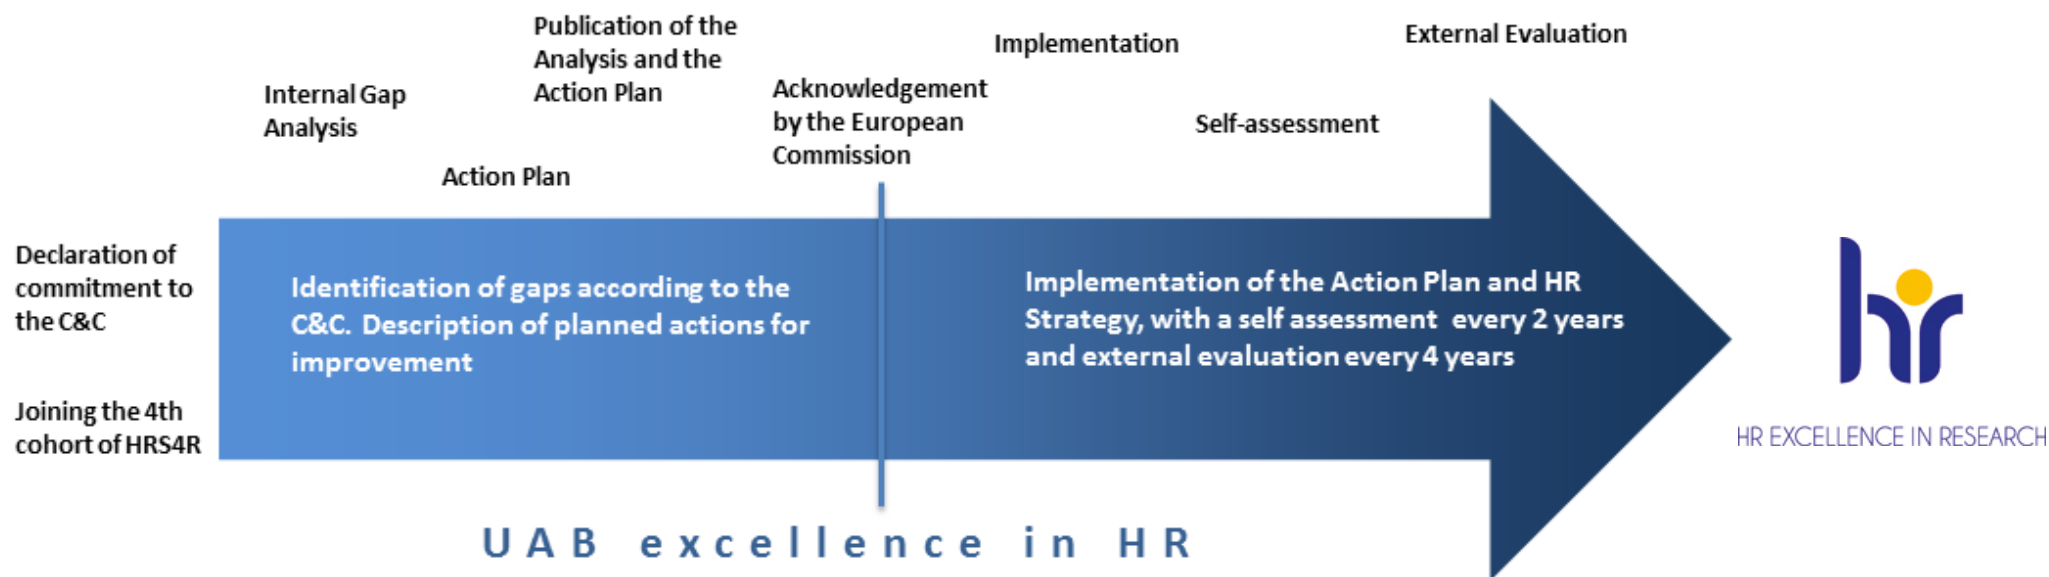 Declaration of
commitment to
the C&C
Joining the 4th
cohort of HRS4R
Internal Gap
Analysis
Action Plan
Publication of the
Analysis and the
Action Plan
Acknowledgement
by the European
Commission
Implementation
Self-assessment
External Evaluation
Identification of gaps according to the
C&C. Description of planned actions for
improvement
Implementation of the Action Plan and HR
Strategy, with a self assessment every 2 years
and external evaluation every 4 years
hr
HR EXCELLENCE IN RESEARCH
UAB excellence in HR